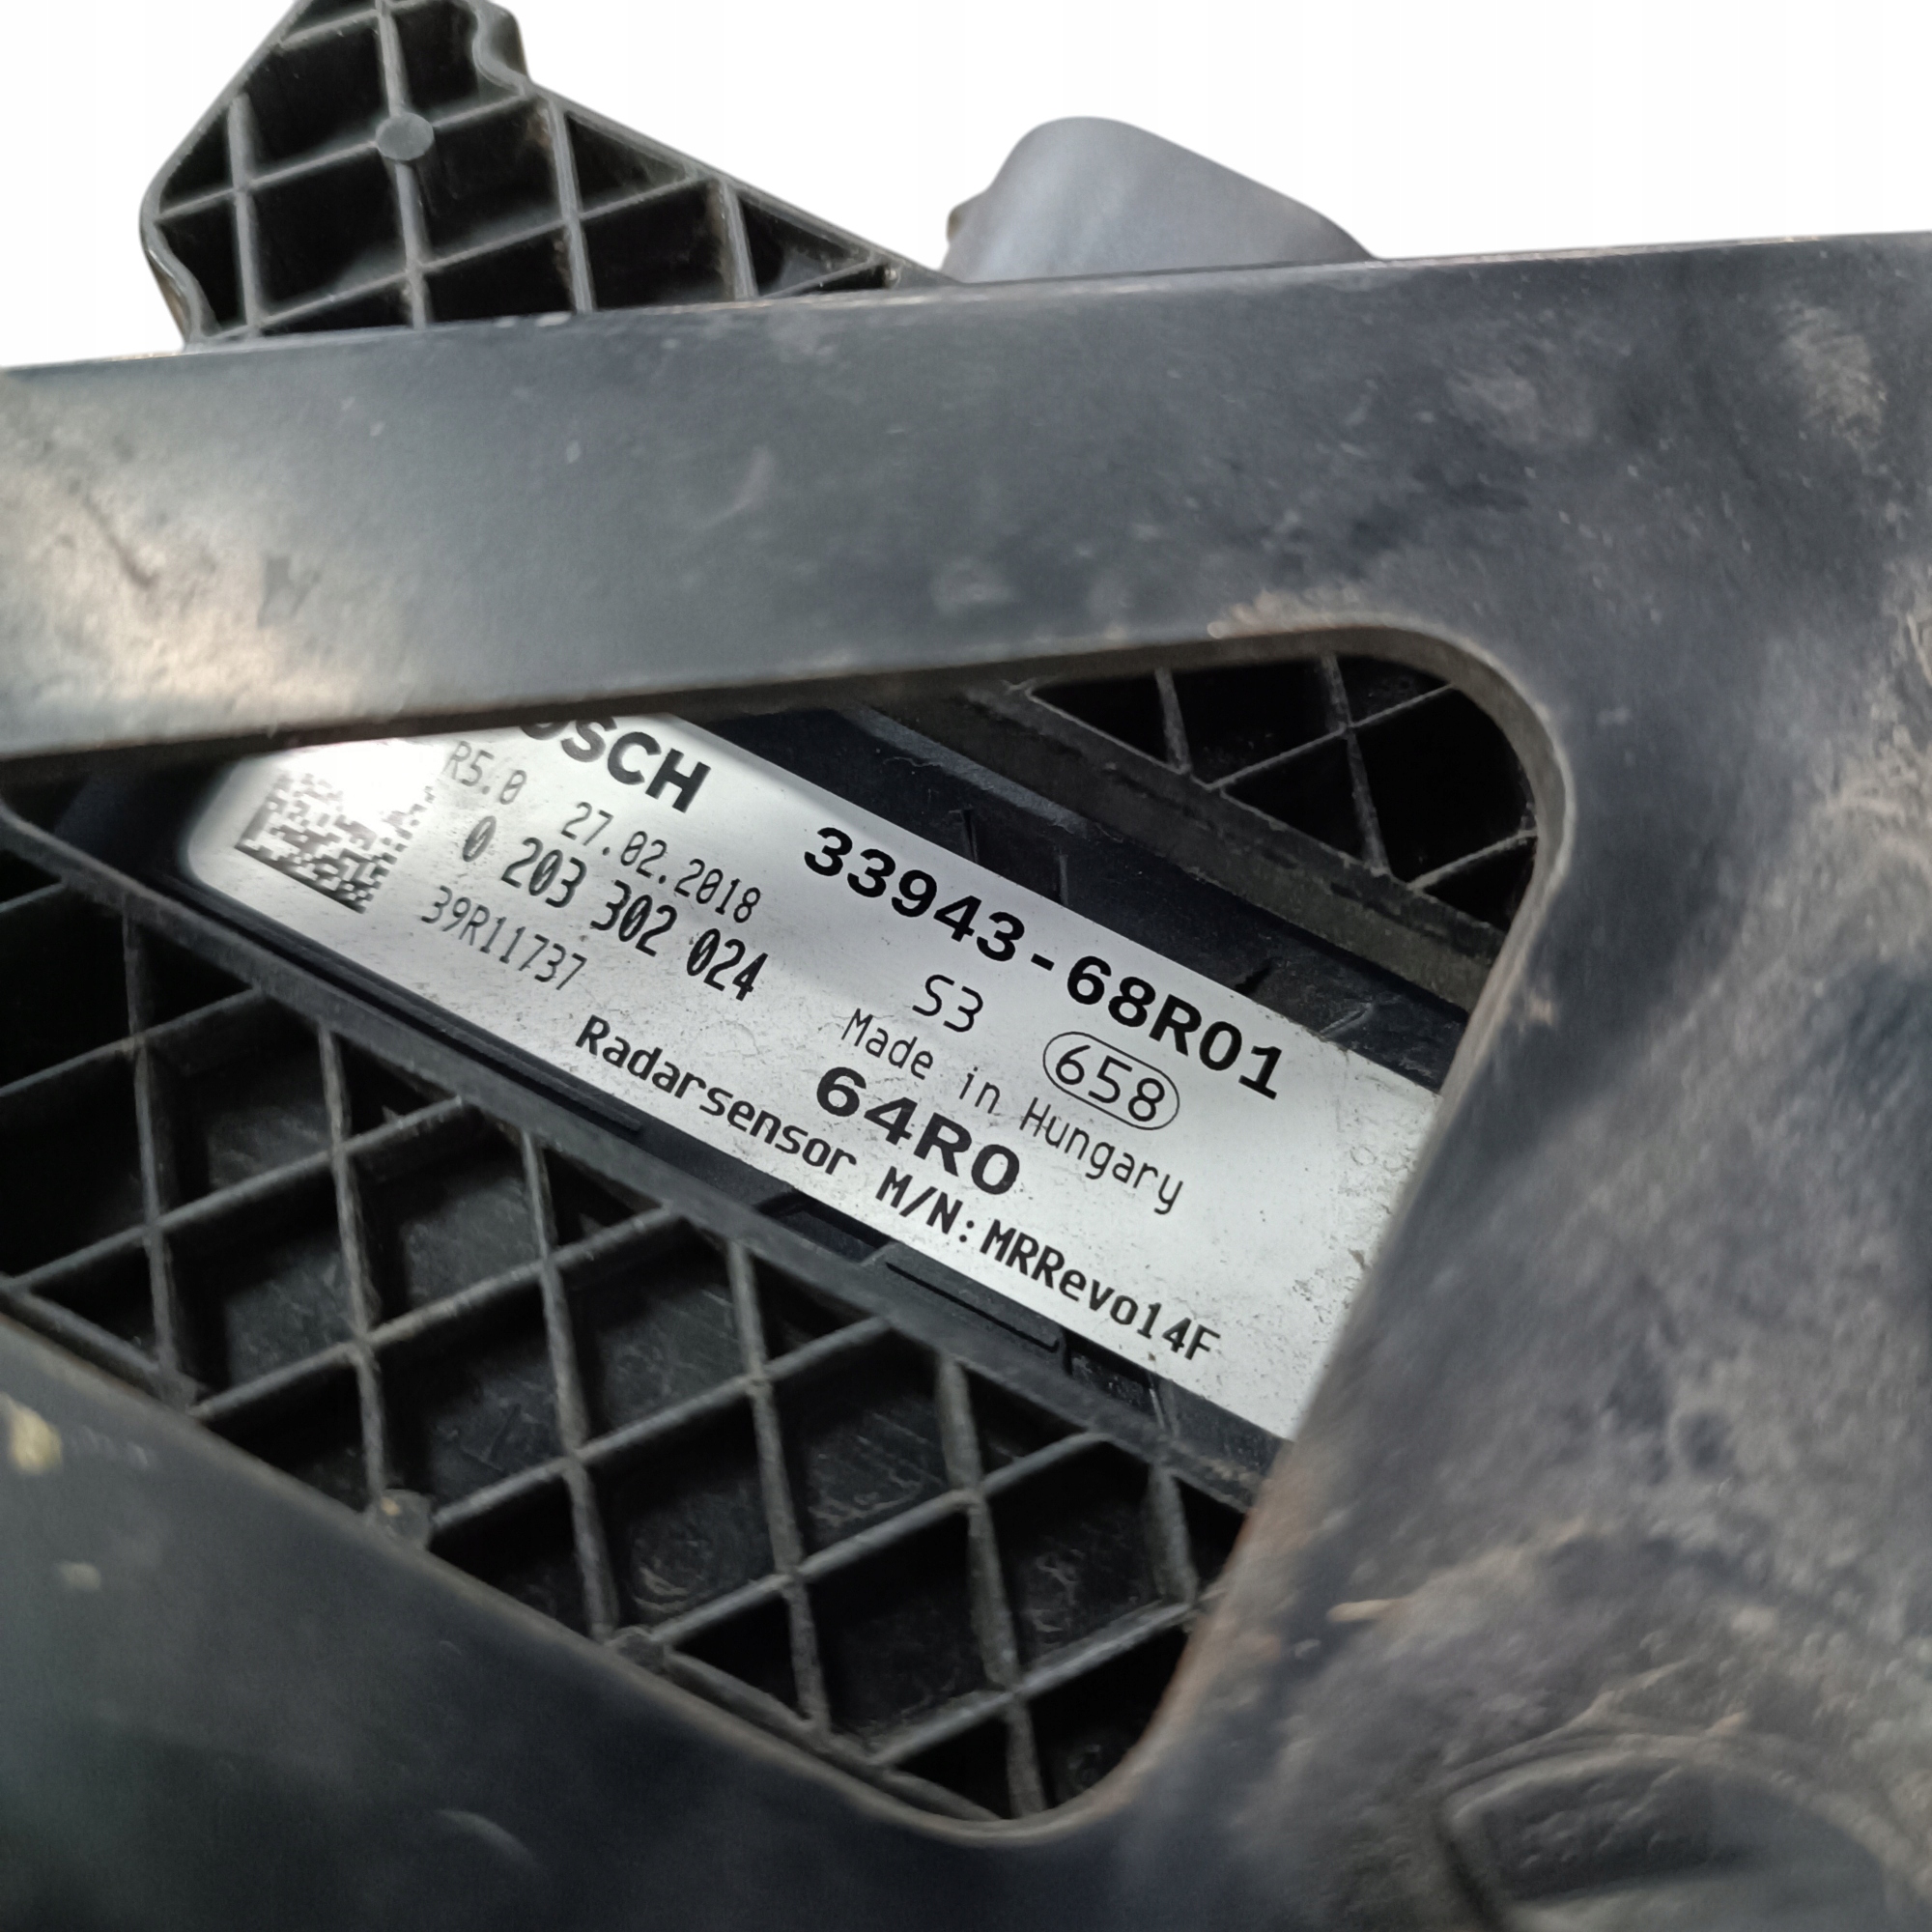 BOSCH
33943-68R01
R5.0 27.02.2018
S3 658
0 203 302 024
Made in Hungary
39R11737
64R0
Radarsensor M/N:MRRevo14F